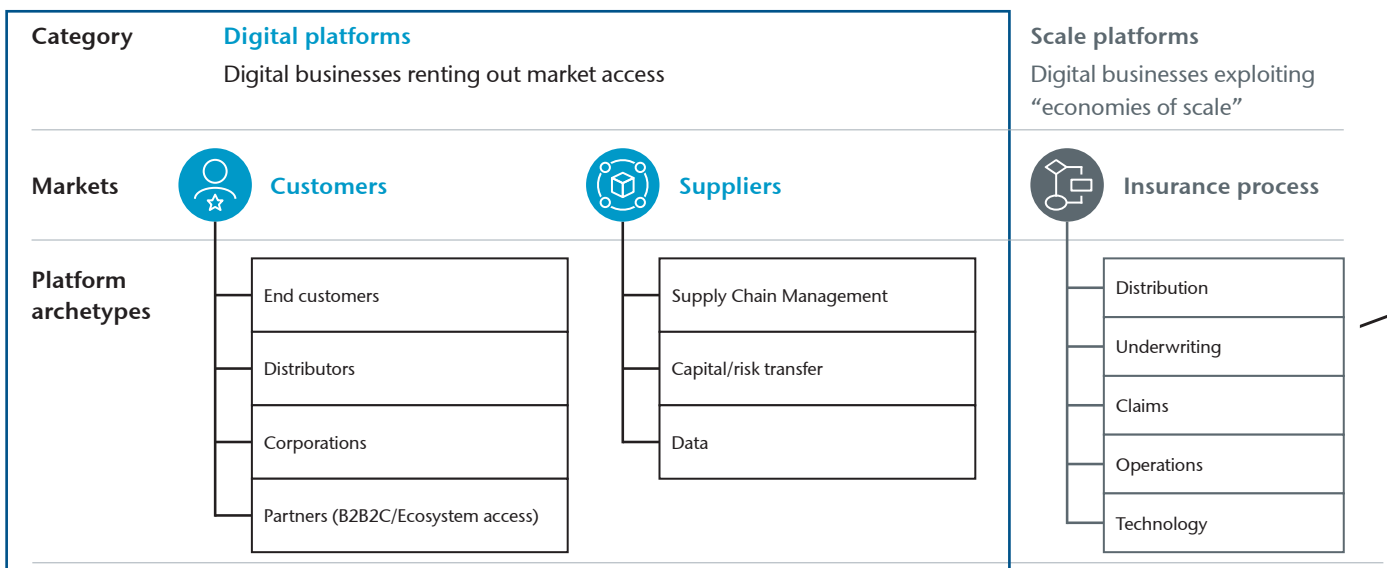 Category
Digital platforms
Digital businesses renting out market access
Scale platforms
Digital businesses exploiting
“economies of scale”
Markets
Customers
Suppliers
Insurance process
Platform
archetypes
End customers
Distributors
Corporations
Partners (B2B2C/Ecosystem access)
Supply Chain Management
Capital/risk transfer
Data
Distribution
Underwriting
Claims
Operations
Technology